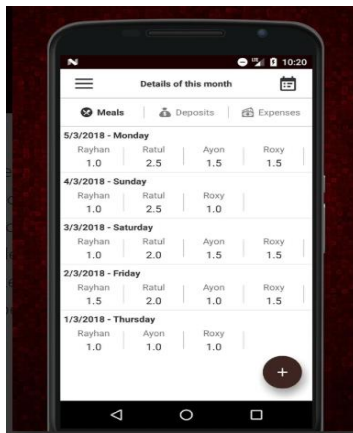 10:20
Details of this month
Meals Deposits Expenses
5/3/2018 - Monday
Rayhan Ratul Ayon Roxy
1.0 2.5 1.5 1.5
4/3/2018 - Sunday
Rayhan Ratul Roxy
1.0 2.5 1.0
3/3/2018 - Saturday
Rayhan Ratul Ayon Roxy
1.0 2.0 1.5 1.5
2/3/2018 - Friday
Rayhan Ratul Ayon Roxy
1.5 2.0 1.0 1.5
1/3/2018 - Thursday
Rayhan Ayon Roxy
1.0 1.0 1.0